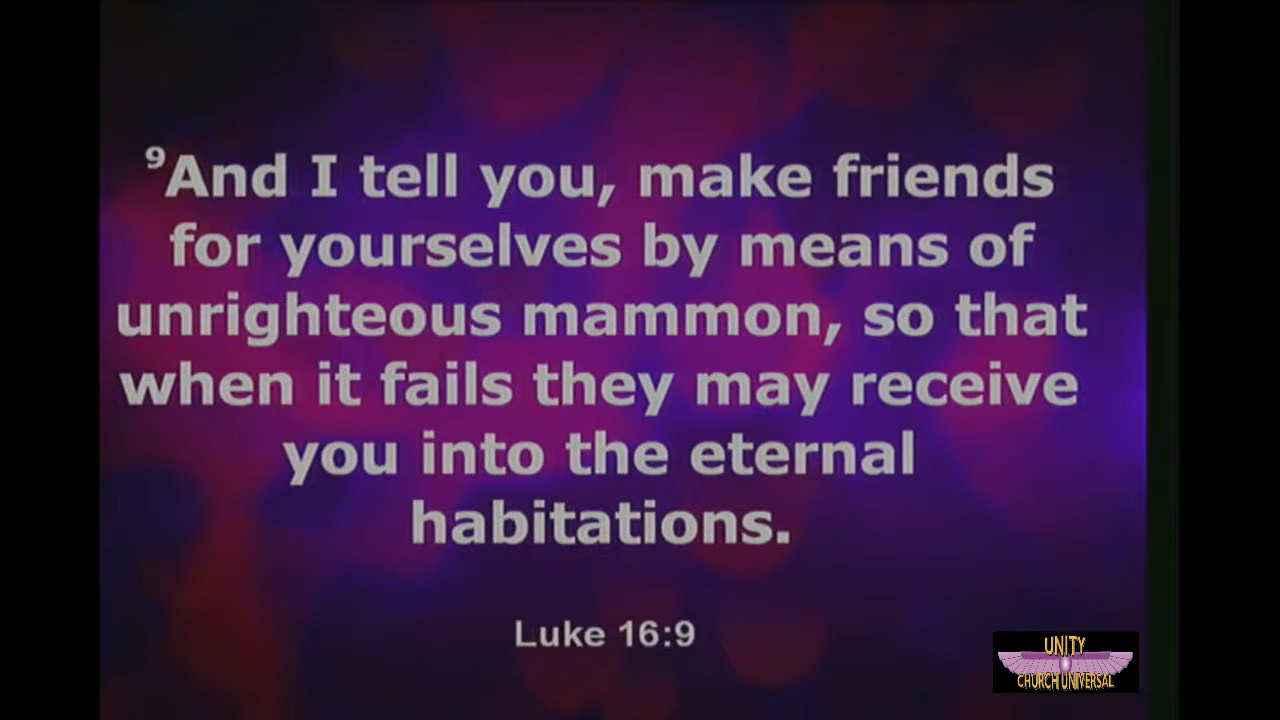 ⁹And I tell you, make friends
for yourselves by means of
unrighteous mammon, so that
when it fails they may receive
you into the eternal
habitations.
Luke 16:9
UNITY
CHURCH UNIVERSAL